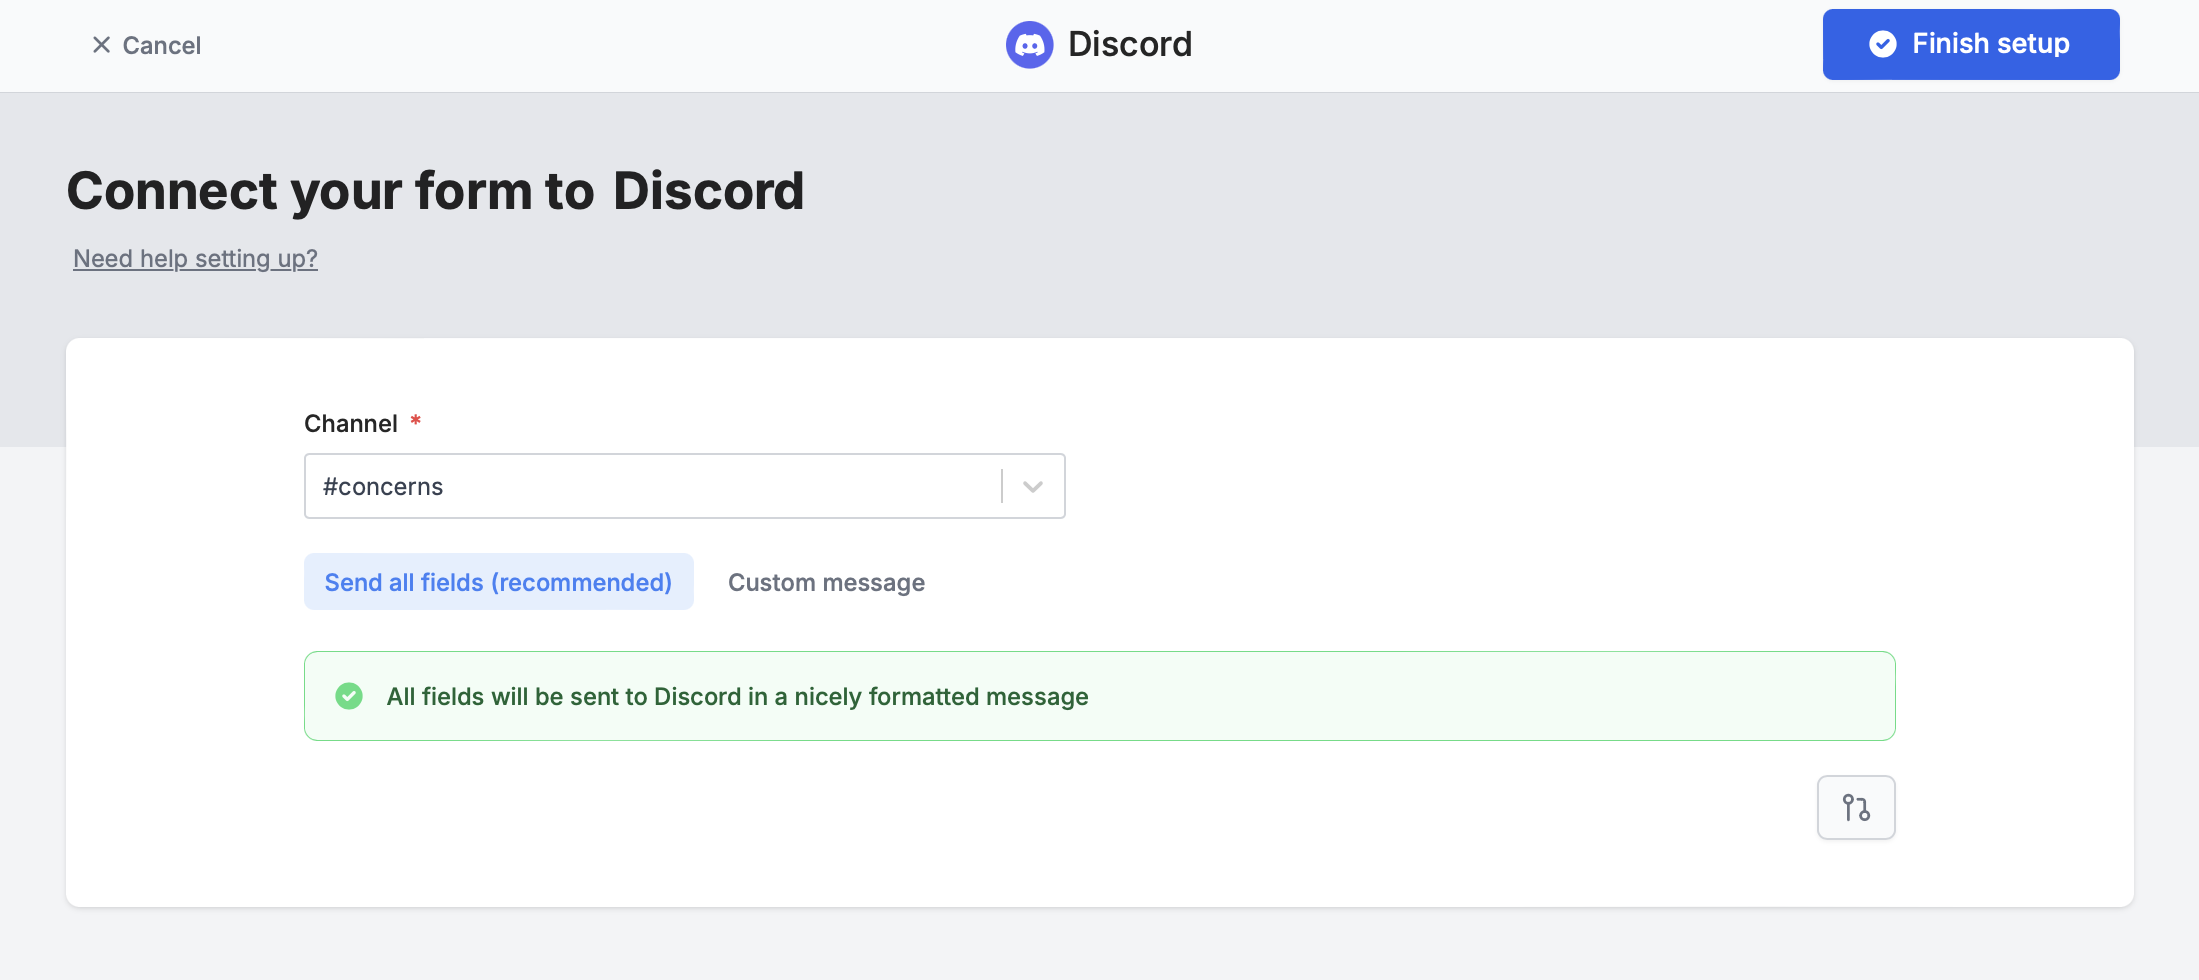 Cancel
Discord
Finish setup
Connect your form to Discord
Need help setting up?
Channel *
#concerns
Send all fields (recommended)
Custom message
All fields will be sent to Discord in a nicely formatted message